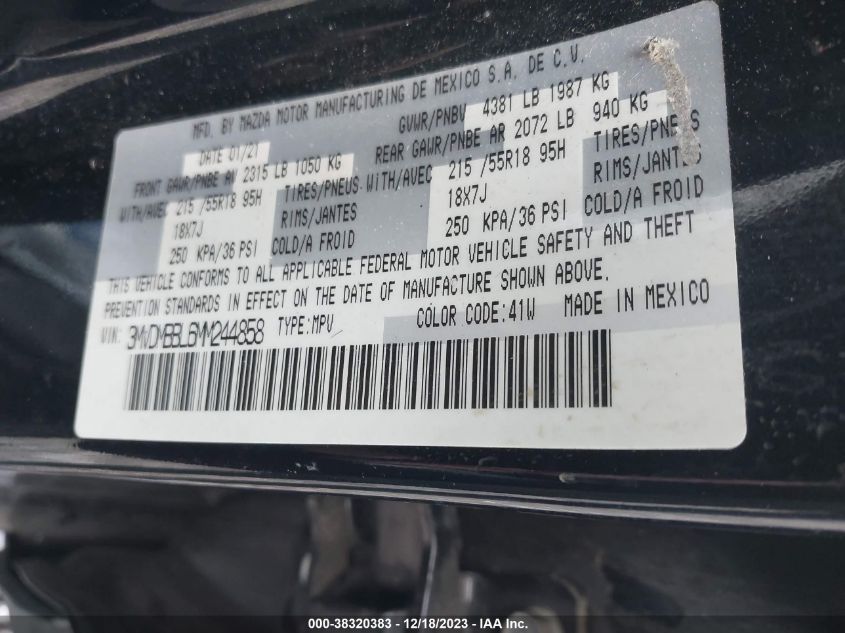 MFD. BY MAZDA MOTOR MANUFACTURING DE MEXICO S.A. DE C.V.
DATE 01/21 GVWR/PNBV 4381 LB 1987 KG
FRONT GAWR/PNBE AV 2315 LB 1050 KG REAR GAWR/PNBE AR 2072 LB 940 KG
WITH/AVEC 215 /55R18 95H TIRES/PNEUS WITH/AVEC 215 /55R18 95H TIRES/PNEUS
18X7J RIMS/JANTES 18X7J RIMS/JANTES
250 KPA/36 PSI COLD/A FROID 250 KPA/36 PSI COLD/A FROID
THIS VEHICLE CONFORMS TO ALL APPLICABLE FEDERAL MOTOR VEHICLE SAFETY AND THEFT
PREVENTION STANDARDS IN EFFECT ON THE DATE OF MANUFACTURE SHOWN ABOVE.
VIN: 3MVDMBBL6MM244858 TYPE:MPV COLOR CODE:41W MADE IN MEXICO
000-38320383 - 12/18/2023 - IAA Inc.